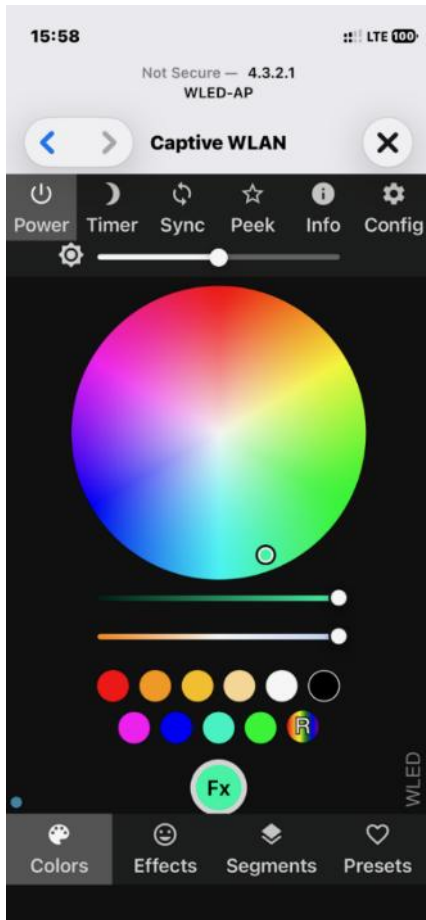 15:58 LTE 100
Not Secure — 4.3.2.1
WLED-AP
Captive WLAN
Power Timer Sync Peek Info Config
R
Fx
WLED
Colors Effects Segments Presets